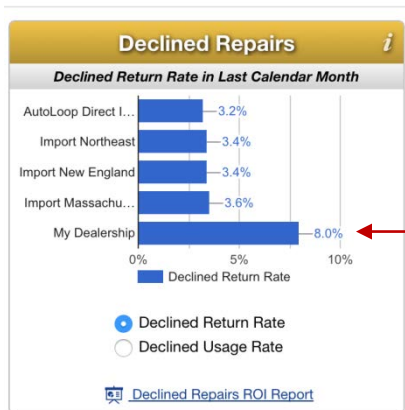 Declined Repairs i
Declined Return Rate in Last Calendar Month
AutoLoop Direct I... 3.2%
Import Northeast 3.4%
Import New England 3.4%
Import Massachu... 3.6%
My Dealership 8.0%
0% 5% 10%
Declined Return Rate
Declined Return Rate
Declined Usage Rate
Declined Repairs ROI Report